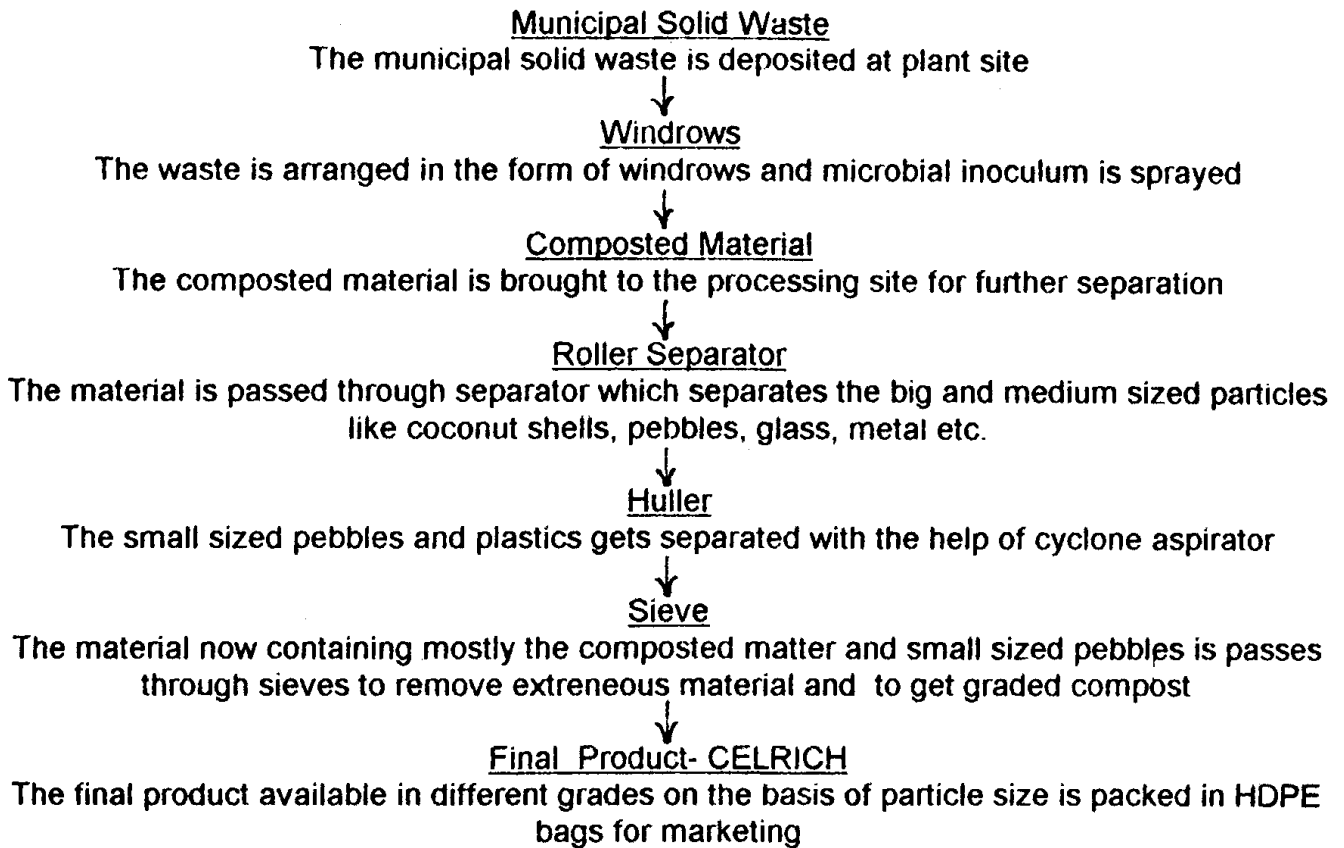 Municipal Solid Waste
The municipal solid waste is deposited at plant site
Windrows
The waste is arranged in the form of windrows and microbial inoculum is sprayed
Composted Material
The composted material is brought to the processing site for further separation
Roller Separator
The material is passed through separator which separates the big and medium sized particles
like coconut shells, pebbles, glass, metal etc.
Huller
The small sized pebbles and plastics gets separated with the help of cyclone aspirator
Sieve
The material now containing mostly the composted matter and small sized pebbles is passes
through sieves to remove extreneous material and to get graded compost
Final Product- CELRICH
The final product available in different grades on the basis of particle size is packed in HDPE
bags for marketing